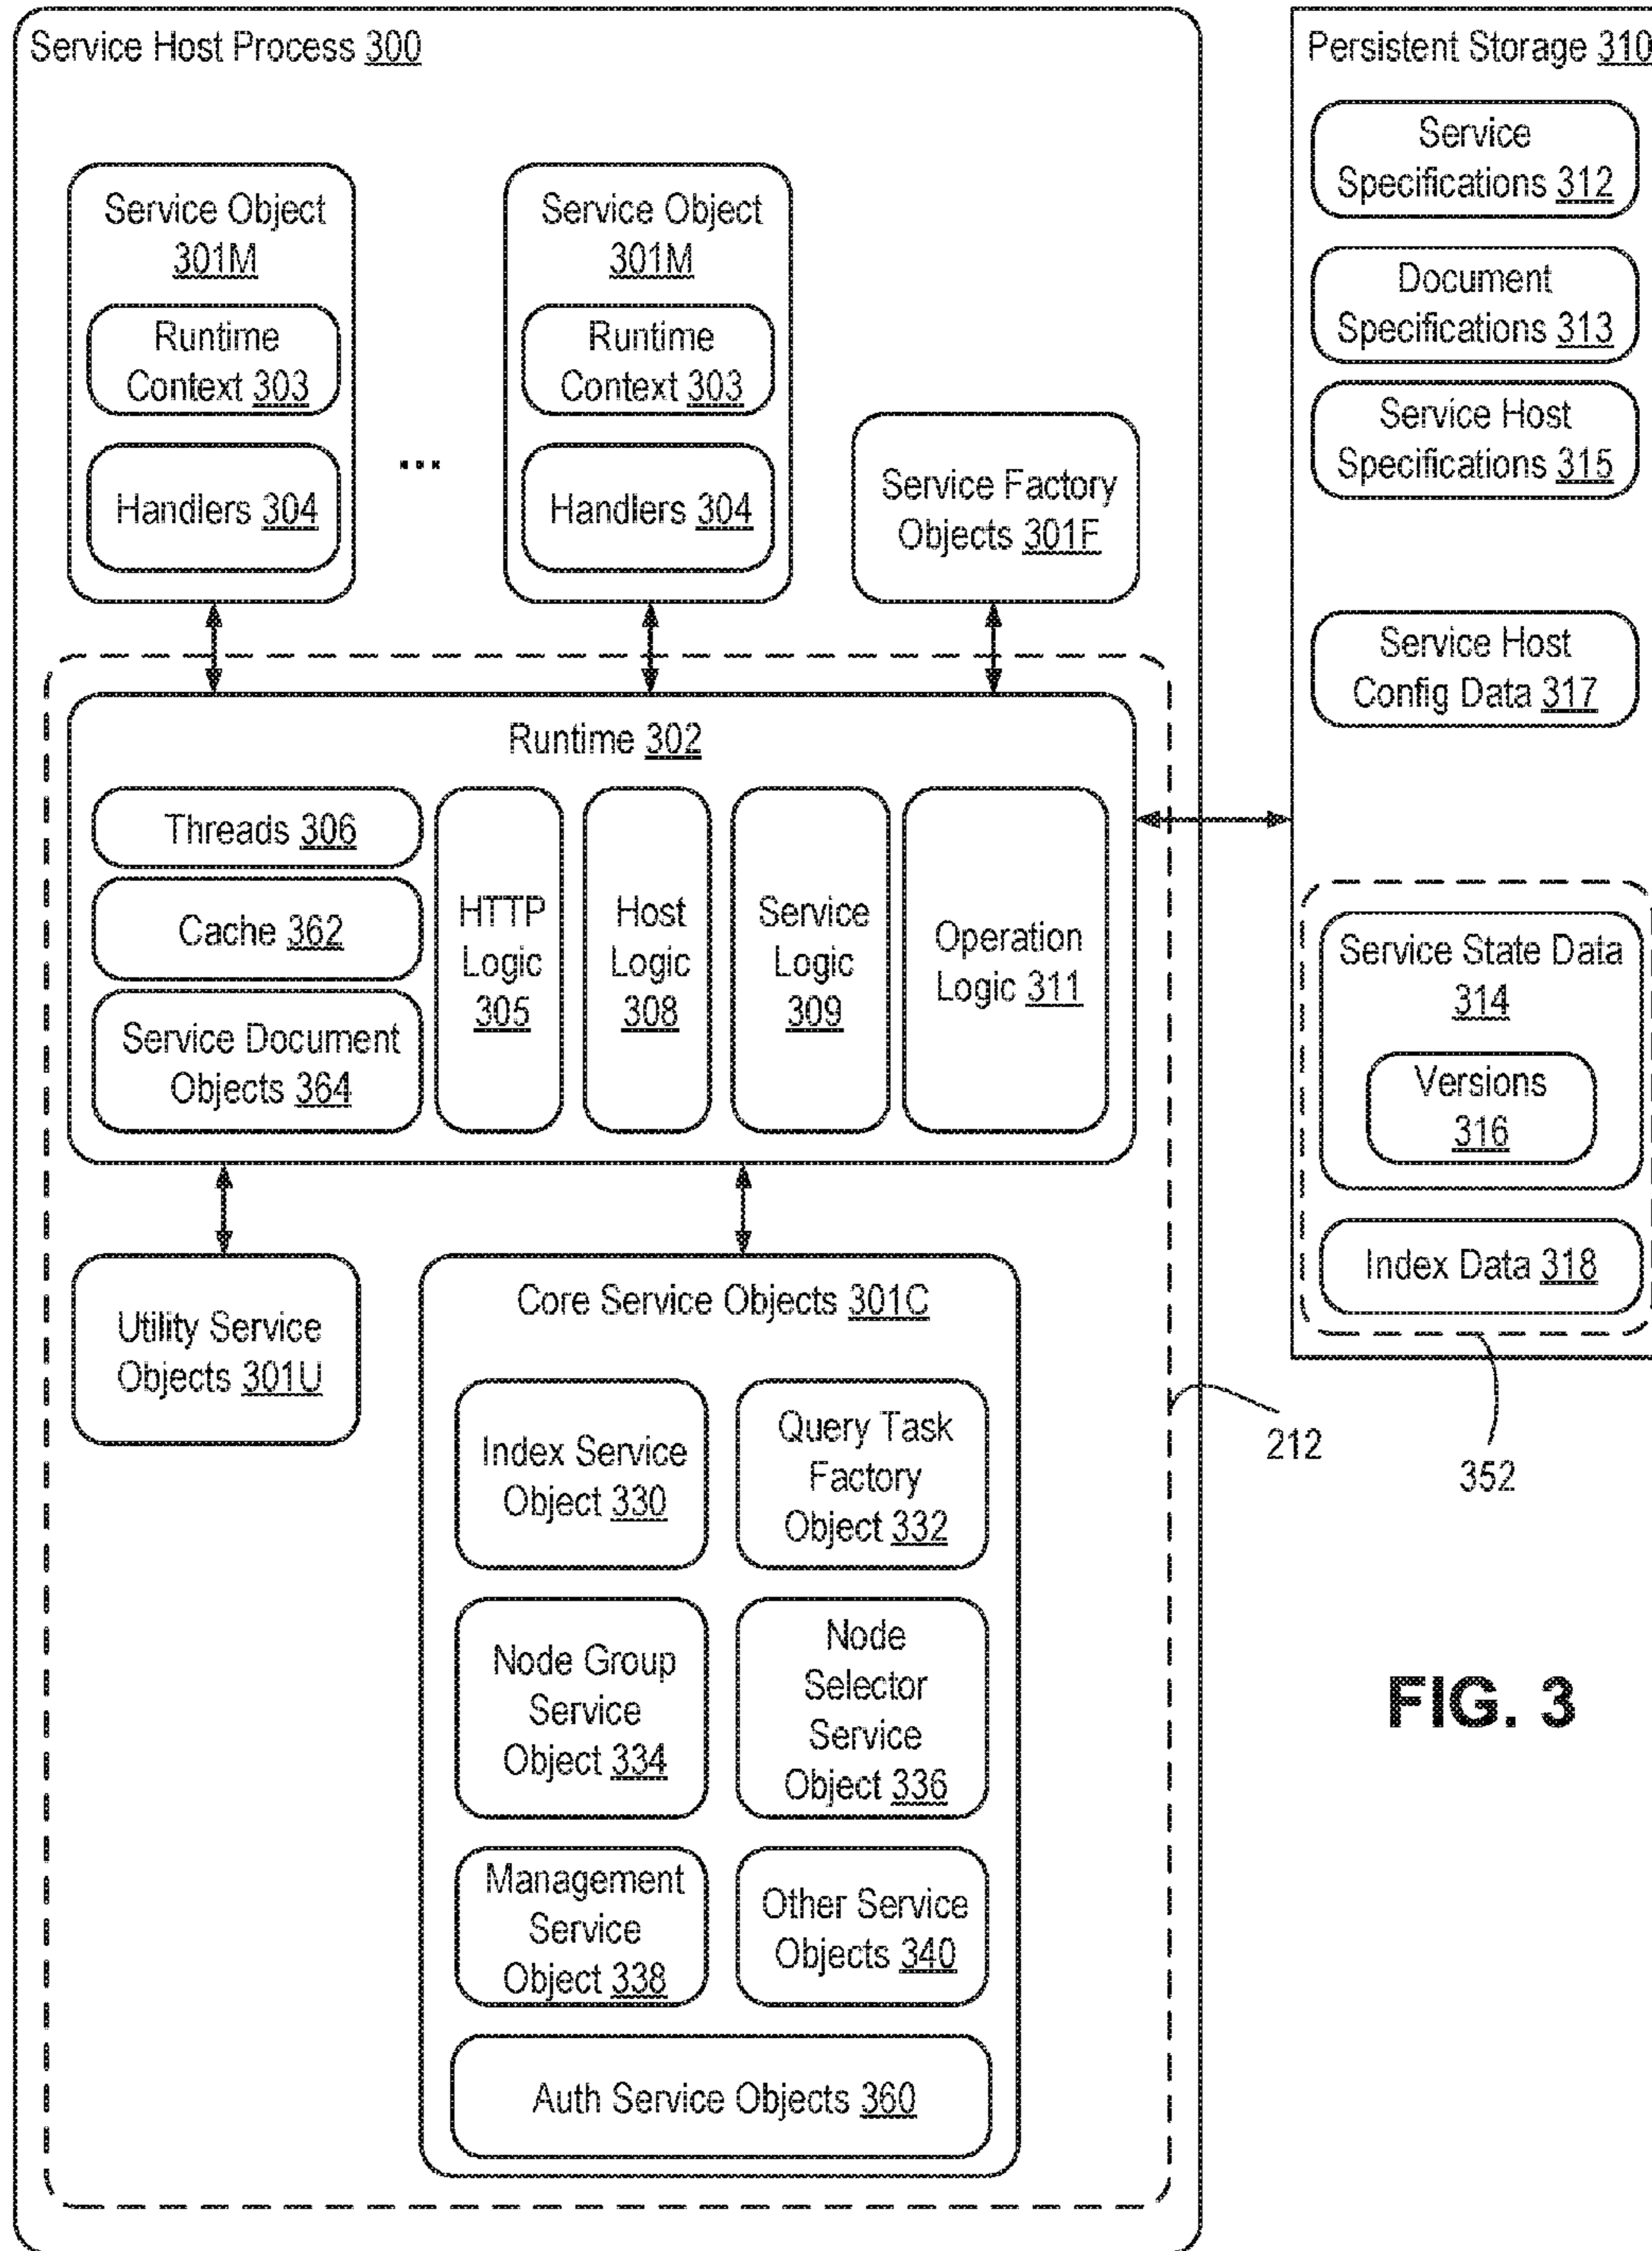 Service Host Process 300
Service Object
301M
Runtime
Context 303
Handlers 304
...
Service Object
301M
Runtime
Context 303
Handlers 304
Service Factory
Objects 301F
Runtime 302
Threads 306
Cache 362
Service Document
Objects 364
HTTP
Logic
305
Host
Logic
308
Service
Logic
309
Operation
Logic 311
Utility Service
Objects 301U
Core Service Objects 301C
Index Service
Object 330
Query Task
Factory
Object 332
Node Group
Service
Object 334
Node
Selector
Service
Object 336
Management
Service
Object 338
Other Service
Objects 340
Auth Service Objects 360
212
Persistent Storage 310
Service
Specifications 312
Document
Specifications 313
Service Host
Specifications 315
Service Host
Config Data 317
Service State Data
314
Versions
316
Index Data 318
352
FIG. 3